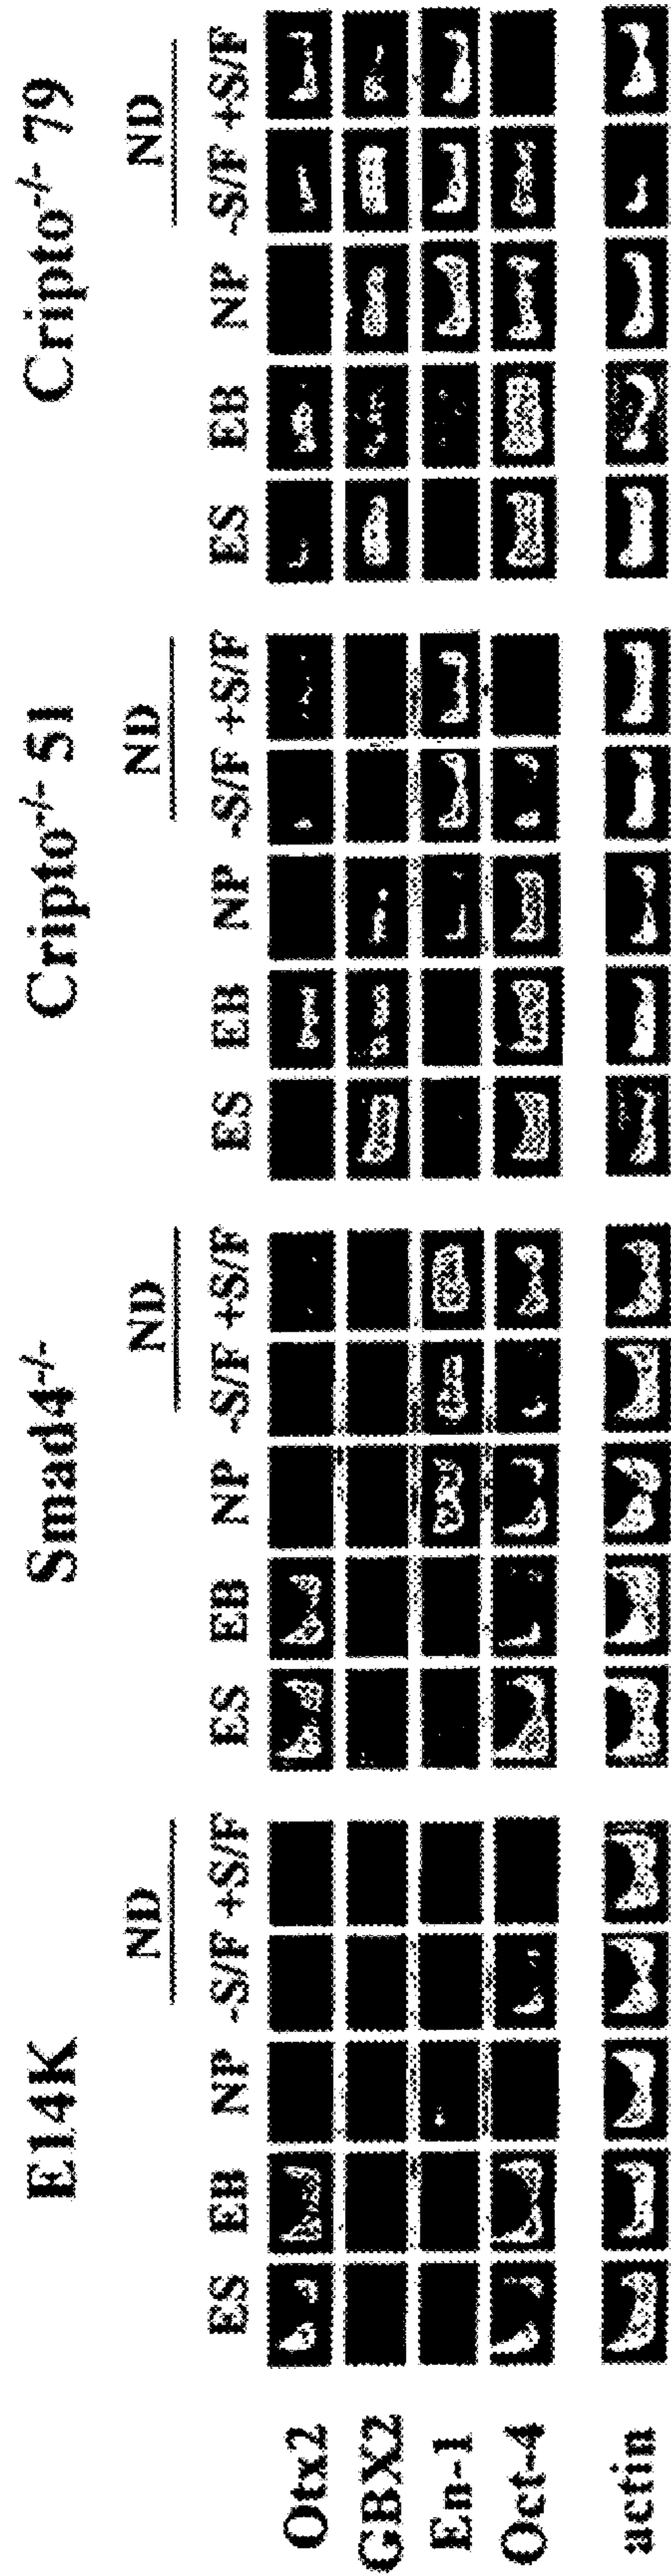 E14K Smad4-/- Cripto-/- 51 Cripto-/- 79
ND ND ND ND
ES EB NP -S/F +S/F ES EB NP -S/F +S/F ES EB NP -S/F +S/F ES EB NP -S/F +S/F
Otx2
GBX2
En-1
Oct-4
actin